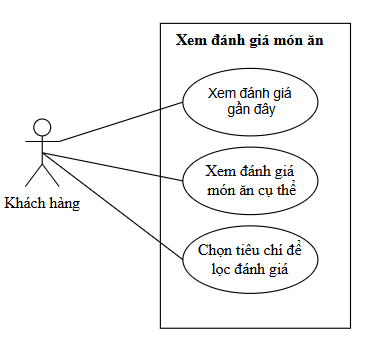 Xem đánh giá món ăn
Xem đánh giá
gần đây
Xem đánh giá
món ăn cụ thể
Khách hàng
Chọn tiêu chí để
lọc đánh giá